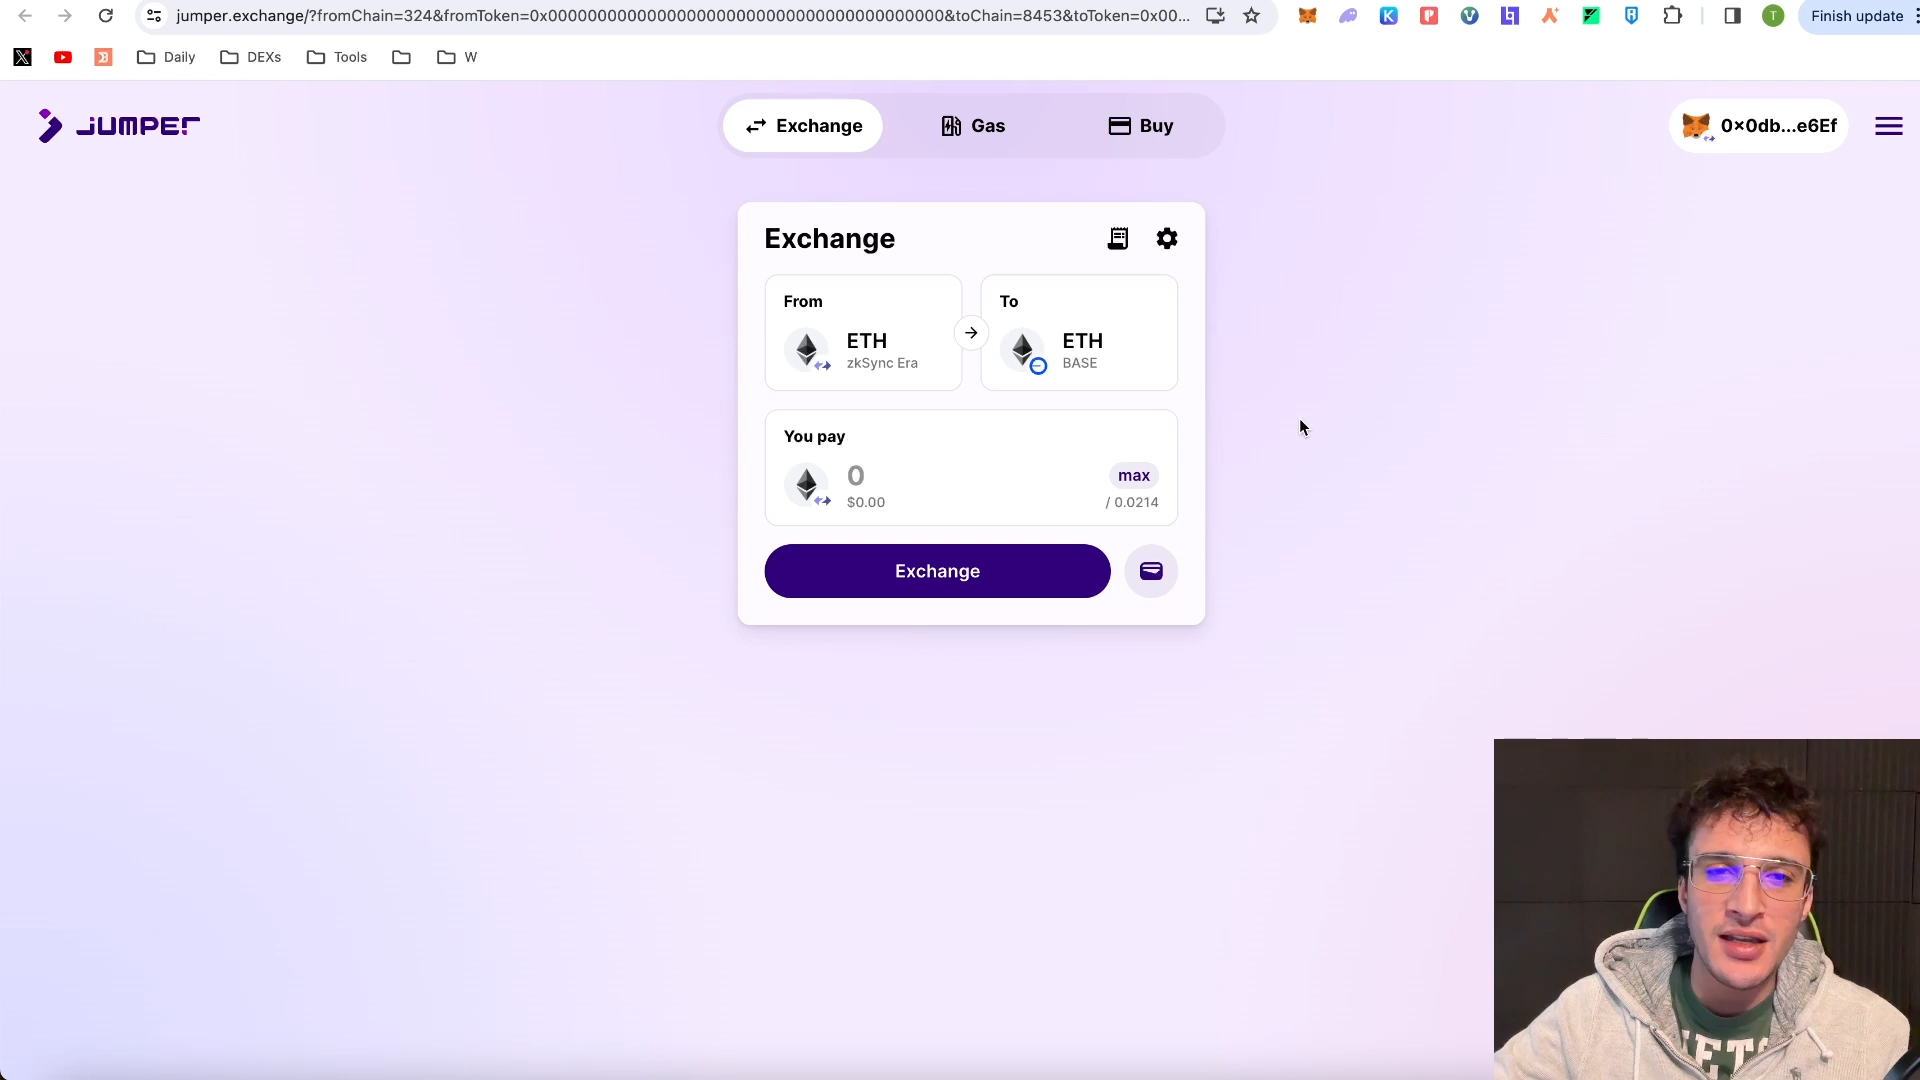 jumper.exchange/?fromChain=324&fromToken=0x0000000000000000000000000000000000000000&toChain=8453&toToken=0x00...
T
Finish update
Daily
DEXs
Tools
W
JUMPER
Exchange
Gas
Buy
0x0db...e6Ef
Exchange
From
To
ETH
zkSync Era
ETH
BASE
You pay
0
max
$0.00
/ 0.0214
Exchange